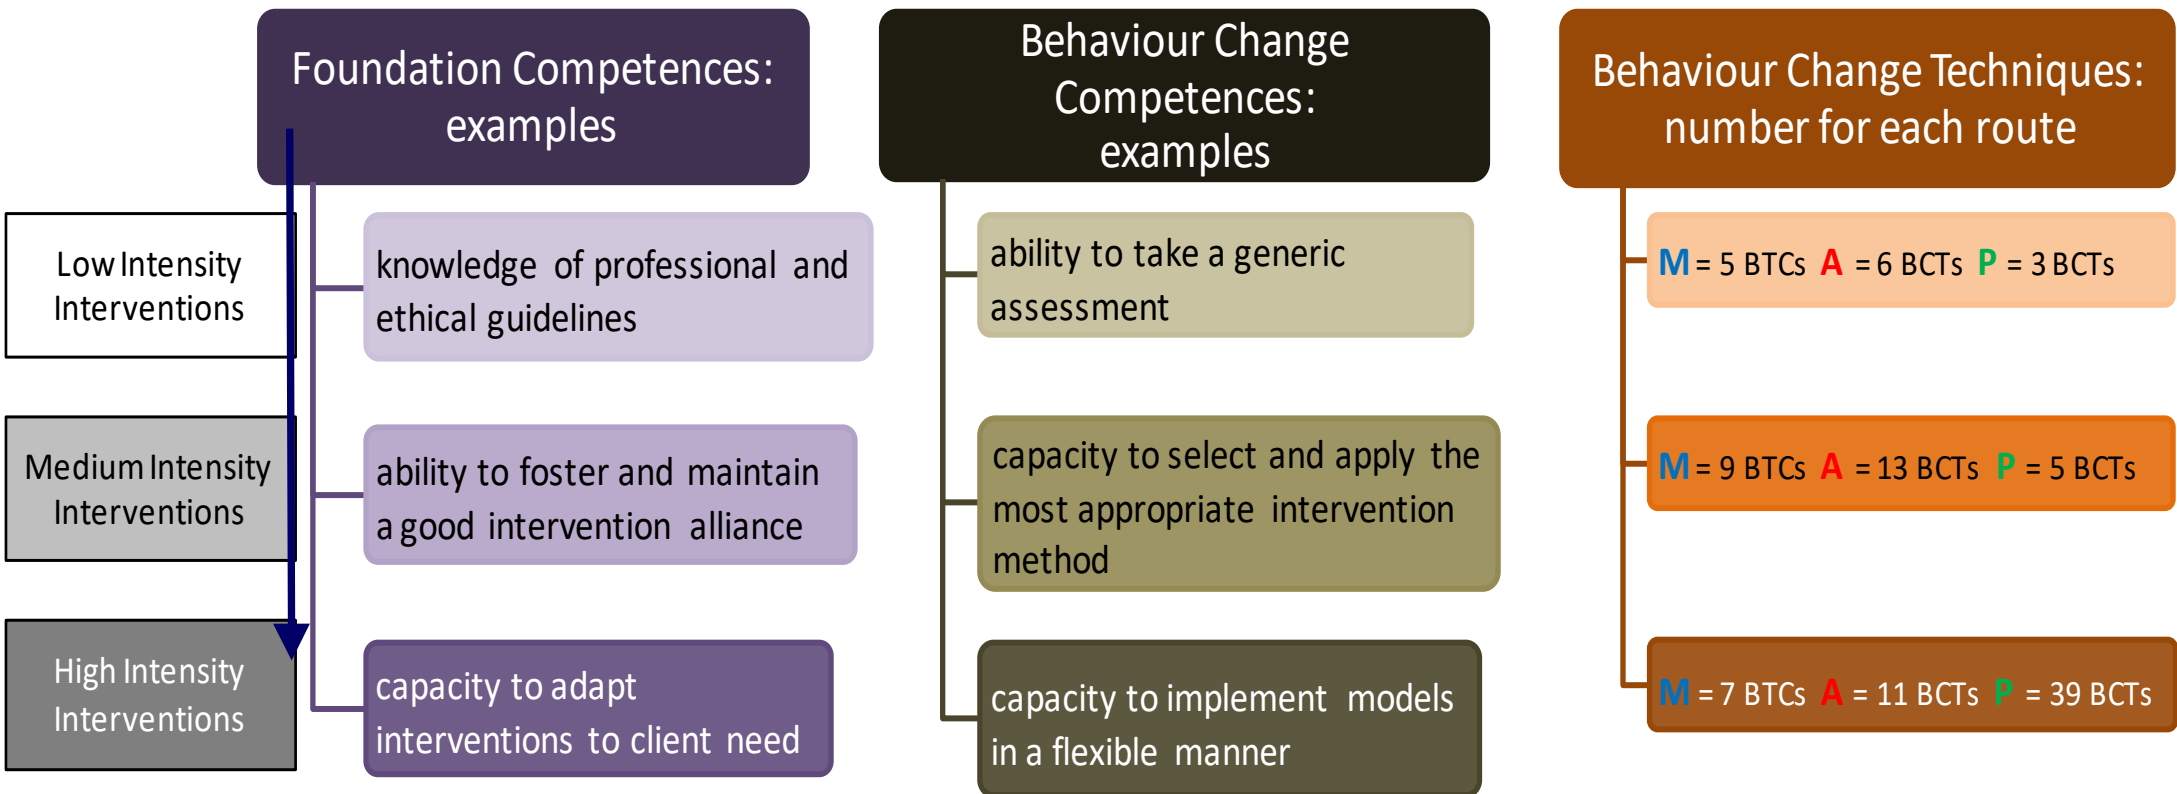 Foundation Competences:
examples
Behaviour Change
Competences:
examples
Behaviour Change Techniques:
number for each route
Low Intensity
Interventions
knowledge of professional and
ethical guidelines
ability to take a generic
assessment
M = 5 BTCs A = 6 BCTs P = 3 BCTs
Medium Intensity
Interventions
ability to foster and maintain
a good intervention alliance
capacity to select and apply the
most appropriate intervention
method
M = 9 BTCs A = 13 BCTs P = 5 BCTs
High Intensity
Interventions
capacity to adapt
interventions to client need
capacity to implement models
in a flexible manner
M = 7 BTCs A = 11 BCTs P = 39 BCTs